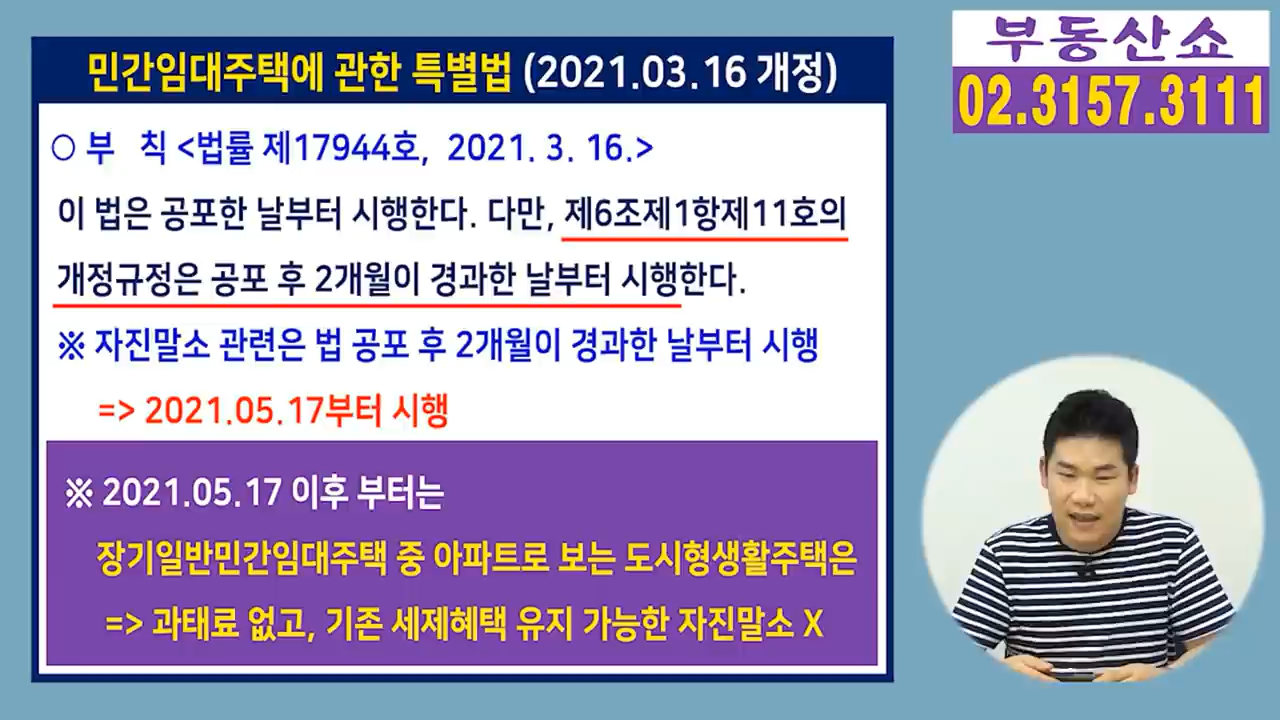 민간임대주택에 관한 특별법 (2021.03.16 개정)
○ 부 칙 <법률 제17944호, 2021. 3. 16.>
이 법은 공포한 날부터 시행한다. 다만, 제6조제1항제11호의
개정규정은 공포 후 2개월이 경과한 날부터 시행한다.
※ 자진말소 관련은 법 공포 후 2개월이 경과한 날부터 시행
=> 2021.05.17부터 시행
※ 2021.05.17 이후 부터는
장기일반민간임대주택 중 아파트로 보는 도시형생활주택은
=> 과태료 없고, 기존 세제혜택 유지 가능한 자진말소 X
부동산쇼
02.3157.3111